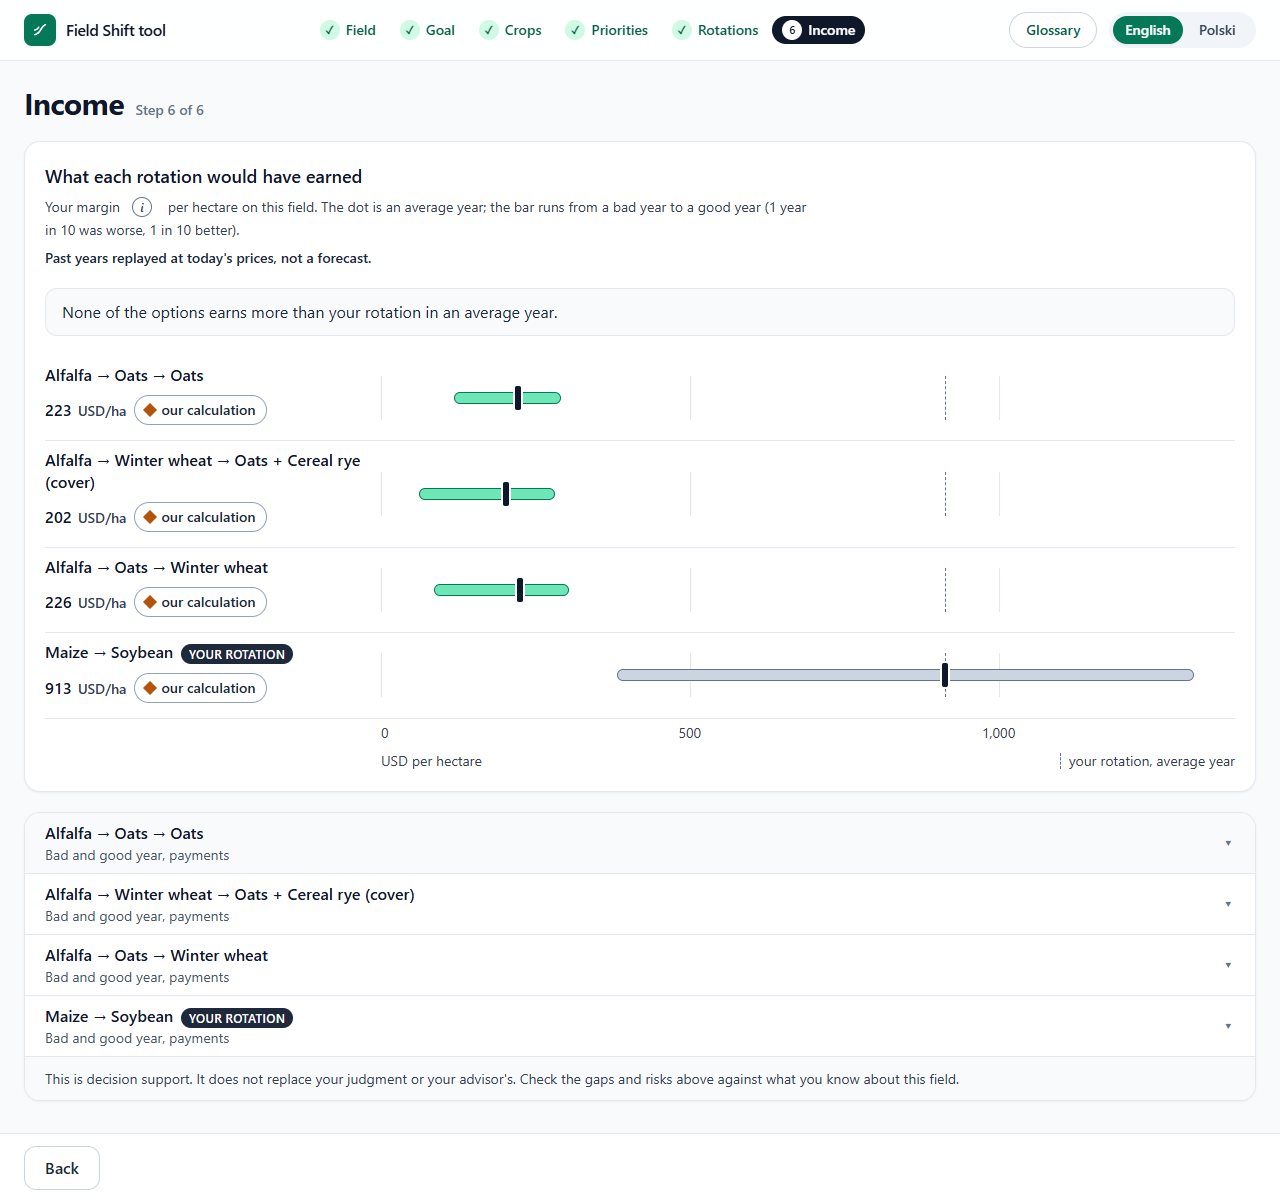 Field Shift tool
✓ Field ✓ Goal ✓ Crops ✓ Priorities ✓ Rotations 6 Income
Glossary English Polski
Income Step 6 of 6
What each rotation would have earned
Your margin i per hectare on this field. The dot is an average year; the bar runs from a bad year to a good year (1 year
in 10 was worse, 1 in 10 better).
Past years replayed at today's prices, not a forecast.
None of the options earns more than your rotation in an average year.
Alfalfa → Oats → Oats
223 USD/ha our calculation
Alfalfa → Winter wheat → Oats + Cereal rye
(cover)
202 USD/ha our calculation
Alfalfa → Oats → Winter wheat
226 USD/ha our calculation
Maize → Soybean YOUR ROTATION
913 USD/ha our calculation
0 500 1,000
USD per hectare your rotation, average year
Alfalfa → Oats → Oats
Bad and good year, payments
Alfalfa → Winter wheat → Oats + Cereal rye (cover)
Bad and good year, payments
Alfalfa → Oats → Winter wheat
Bad and good year, payments
Maize → Soybean YOUR ROTATION
Bad and good year, payments
This is decision support. It does not replace your judgment or your advisor's. Check the gaps and risks above against what you know about this field.
Back